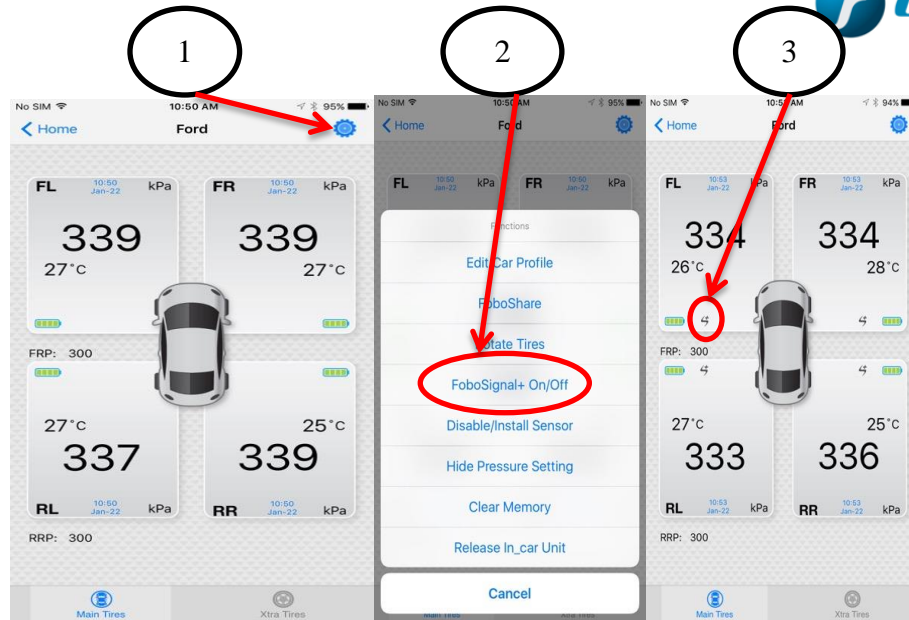 1
2
3
No SIM
10:50 AM
95%
Home
Ford
FL
10:50
Jan-22
kPa
FR
10:50
Jan-22
kPa
339
339
27°C
27°C
FRP: 300
27°C
25°C
337
339
RL
10:50
Jan-22
kPa
RR
10:50
Jan-22
kPa
RRP: 300
Main Tires
Xtra Tires
No SIM
95%
Home
FL
10:50
Jan-22
kPa
FR
10:50
Jan-22
kPa
Functions
Edit Car Profile
FoboShare
Rotate Tires
FoboSignal+ On/Off
Disable/Install Sensor
Hide Pressure Setting
Clear Memory
Release In_car Unit
Cancel
Main Tires
Xtra Tires
No SIM
94%
Home
FL
10:53
Jan-22
kPa
FR
10:53
Jan-22
kPa
334
334
26°C
28°C
FRP: 300
27°C
25°C
333
336
RL
10:53
Jan-22
kPa
RR
10:53
Jan-22
kPa
RRP: 300
Main Tires
Xtra Tires